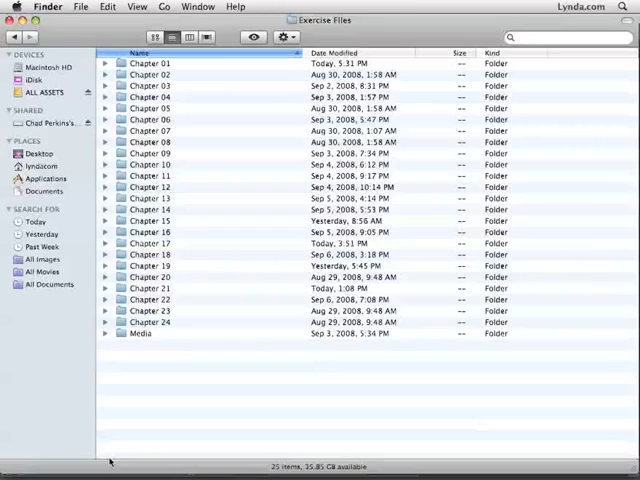 Finder File Edit View Go Window Help Lynda.com
Exercise Files
Name Date Modified Size Kind
DEVICES
Macintosh HD
iDisk
ALL ASSETS
SHARED
Chad Perkins's...
PLACES
Desktop
lyndacom
Applications
Documents
SEARCH FOR
Today
Yesterday
Past Week
All Images
All Movies
All Documents
Chapter 01 Today, 5:31 PM -- Folder
Chapter 02 Aug 30, 2008, 1:58 AM -- Folder
Chapter 03 Sep 2, 2008, 8:31 PM -- Folder
Chapter 04 Sep 3, 2008, 1:57 PM -- Folder
Chapter 05 Aug 30, 2008, 1:58 AM -- Folder
Chapter 06 Sep 3, 2008, 5:47 PM -- Folder
Chapter 07 Aug 30, 2008, 1:07 AM -- Folder
Chapter 08 Aug 30, 2008, 1:58 AM -- Folder
Chapter 09 Sep 3, 2008, 7:34 PM -- Folder
Chapter 10 Sep 4, 2008, 6:12 PM -- Folder
Chapter 11 Sep 4, 2008, 9:17 PM -- Folder
Chapter 12 Sep 4, 2008, 10:14 PM -- Folder
Chapter 13 Sep 5, 2008, 4:14 PM -- Folder
Chapter 14 Sep 5, 2008, 5:53 PM -- Folder
Chapter 15 Yesterday, 8:56 AM -- Folder
Chapter 16 Sep 5, 2008, 9:05 PM -- Folder
Chapter 17 Today, 3:51 PM -- Folder
Chapter 18 Sep 6, 2008, 3:18 PM -- Folder
Chapter 19 Yesterday, 5:45 PM -- Folder
Chapter 20 Aug 29, 2008, 9:48 AM -- Folder
Chapter 21 Today, 1:08 PM -- Folder
Chapter 22 Sep 6, 2008, 7:08 PM -- Folder
Chapter 23 Aug 29, 2008, 9:48 AM -- Folder
Chapter 24 Aug 29, 2008, 9:48 AM -- Folder
Media Sep 3, 2008, 5:34 PM -- Folder
25 items, 35.85 GB available